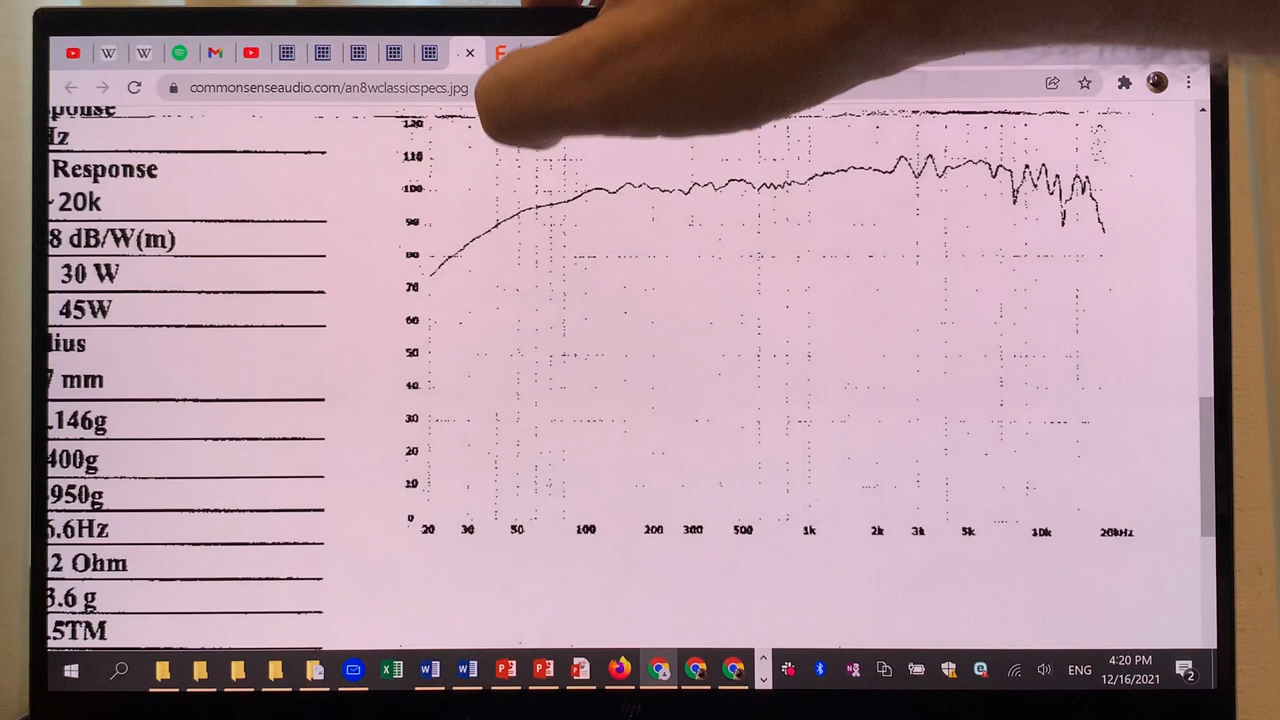 commonsenseaudio.com/an8wclassicspecs.jpg
ponse
Hz
Response
- 20k
8 dB/W(m)
30 W
45W
lius
7 mm
.146g
400g
950g
6.6Hz
.2 Ohm
3.6 g
.5TM
120
110
100
90
80
70
60
50
40
30
20
10
0
20 30 50 100 200 300 500 1k 2k 3k 5k 10k 20kHz
ENG
4:20 PM
12/16/2021
2
hp